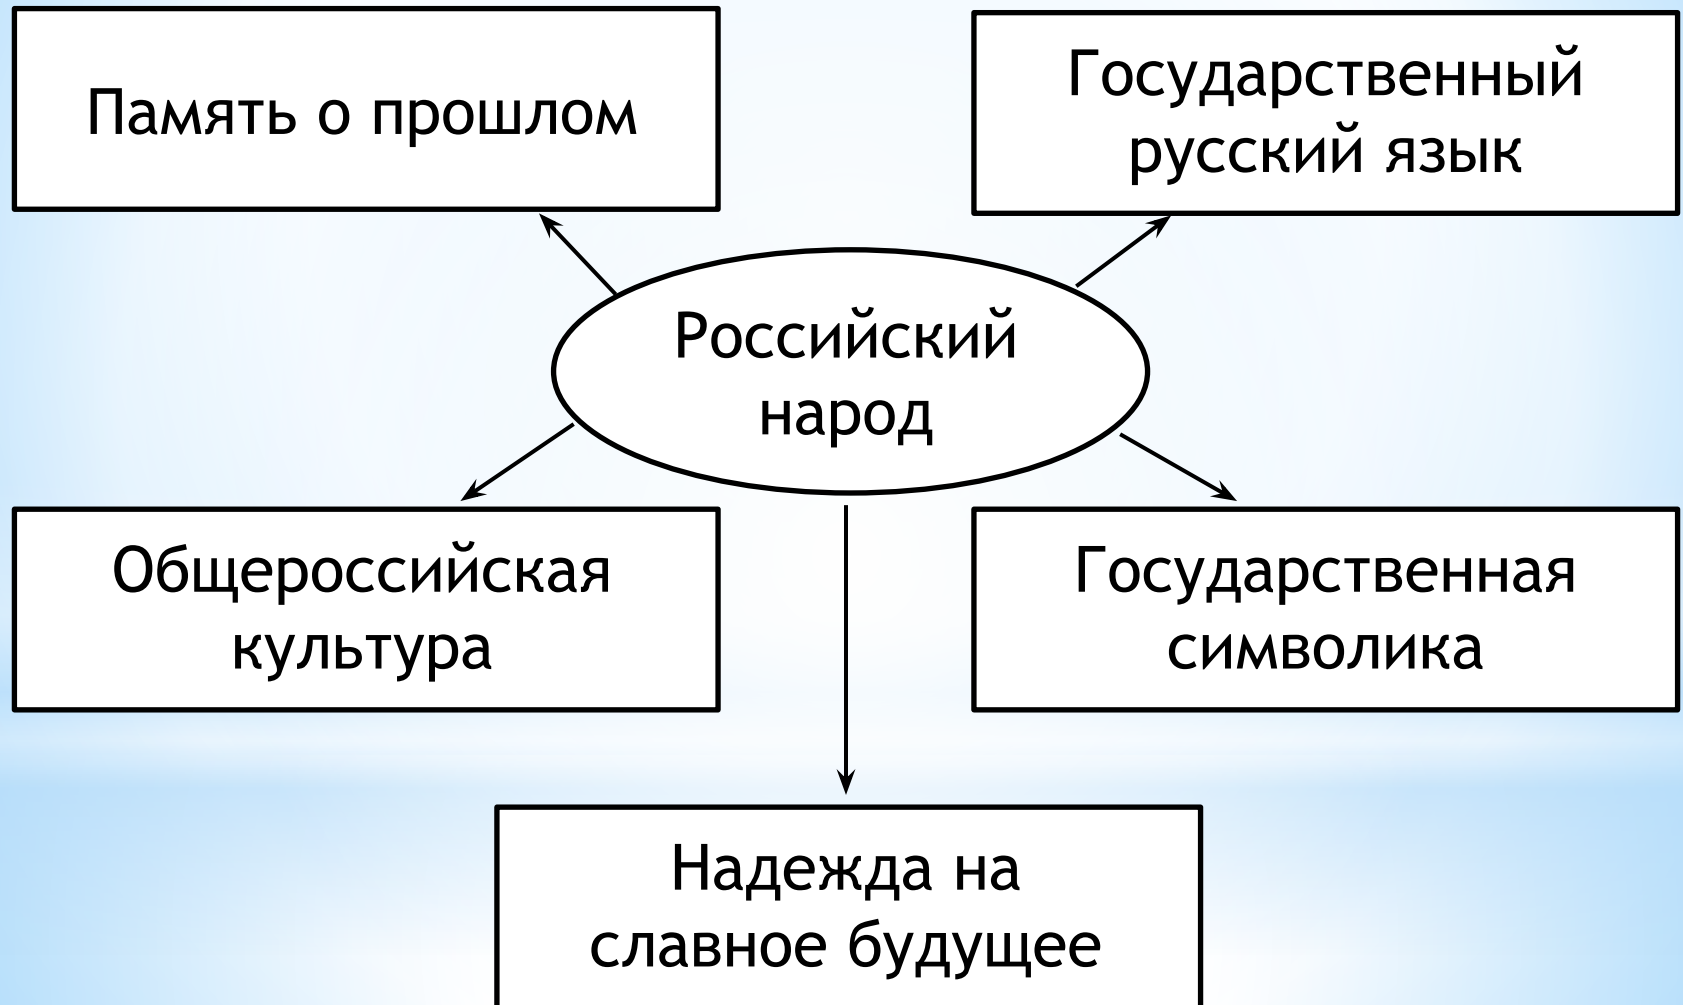 Память о прошлом
Государственный
русский язык
Российский
народ
Общероссийская
культура
Государственная
символика
Надежда на
славное будущее